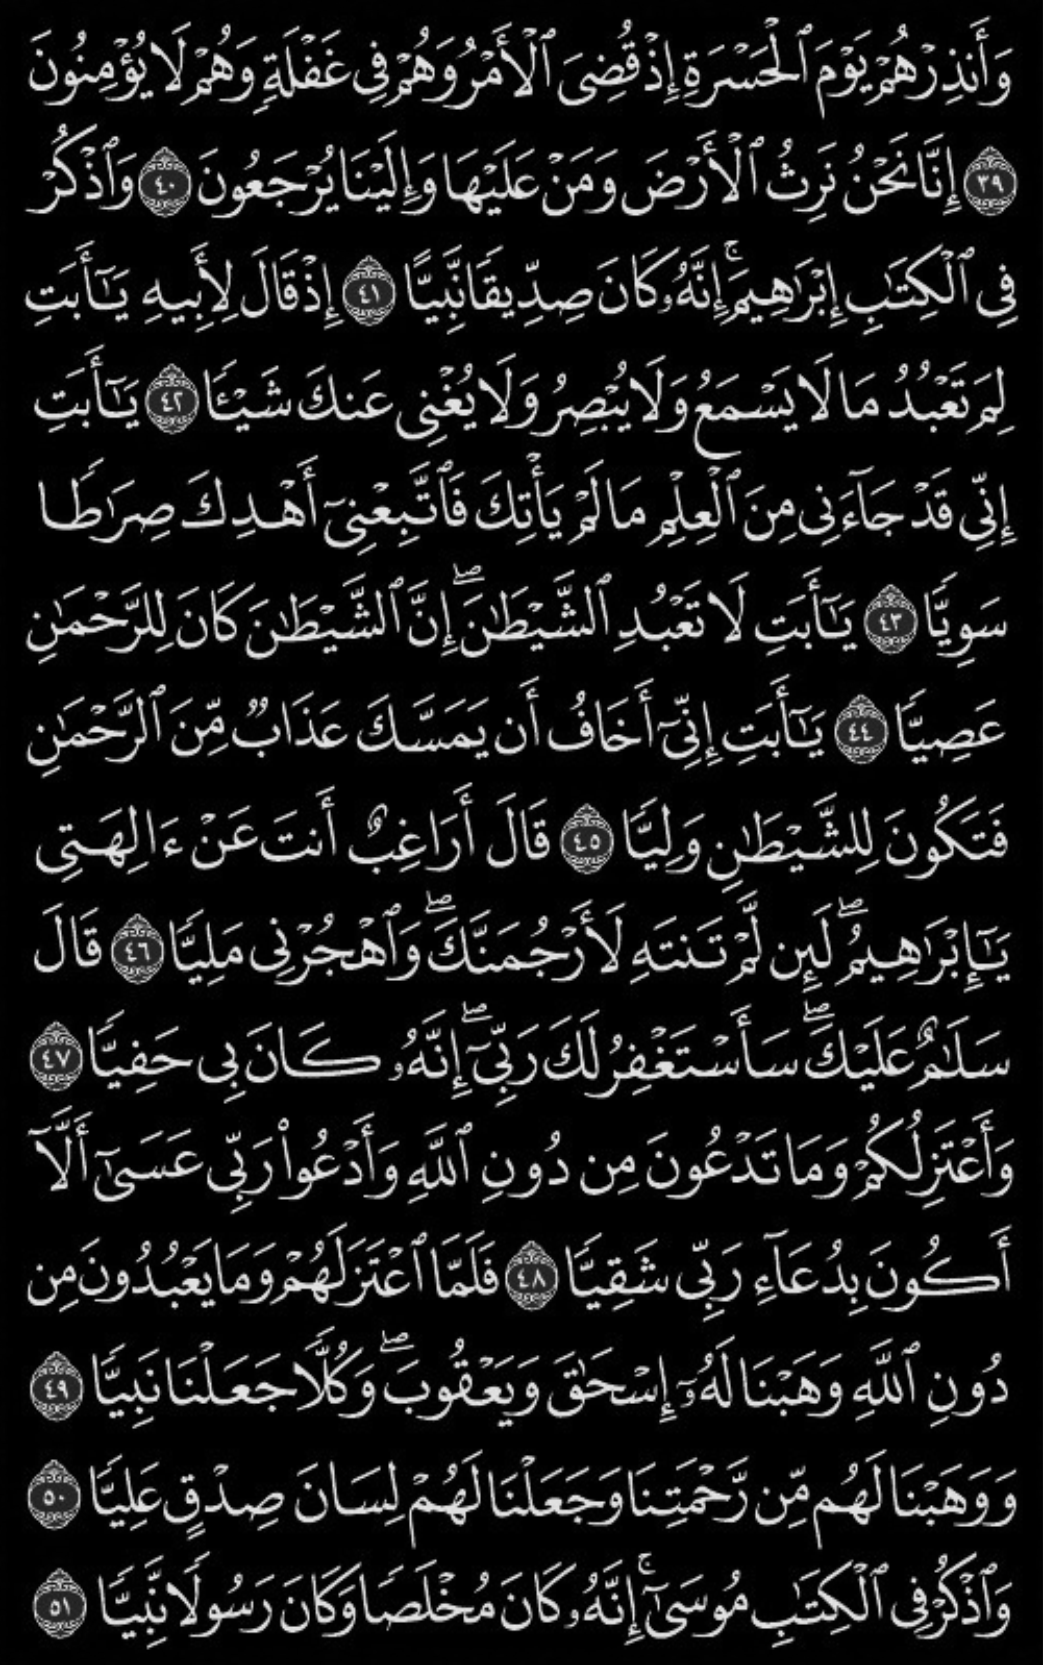 وَأَنذِرْهُمْ يَوْمَ ٱلْحَسْرَةِ إِذْ قُضِىَ ٱلْأَمْرُ وَهُمْ فِى غَفْلَةٍ وَهُمْ لَا يُؤْمِنُونَ
٣٩ إِنَّا نَحْنُ نَرِثُ ٱلْأَرْضَ وَمَنْ عَلَيْهَا وَإِلَيْنَا يُرْجَعُونَ ٤٠ وَٱذْكُرْ
فِى ٱلْكِتَـٰبِ إِبْرَٰهِيمَ ۚ إِنَّهُۥ كَانَ صِدِّيقًا نَّبِيًّا ٤١ إِذْ قَالَ لِأَبِيهِ يَـٰٓأَبَتِ
لِمَ تَعْبُدُ مَا لَا يَسْمَعُ وَلَا يُبْصِرُ وَلَا يُغْنِى عَنكَ شَيْـًٔا ٤٢ يَـٰٓأَبَتِ
إِنِّى قَدْ جَآءَنِى مِنَ ٱلْعِلْمِ مَا لَمْ يَأْتِكَ فَٱتَّبِعْنِىٓ أَهْدِكَ صِرَٰطًا
سَوِيًّا ٤٣ يَـٰٓأَبَتِ لَا تَعْبُدِ ٱلشَّيْطَـٰنَ ۖ إِنَّ ٱلشَّيْطَـٰنَ كَانَ لِلرَّحْمَـٰنِ
عَصِيًّا ٤٤ يَـٰٓأَبَتِ إِنِّىٓ أَخَافُ أَن يَمَسَّكَ عَذَابٌ مِّنَ ٱلرَّحْمَـٰنِ
فَتَكُونَ لِلشَّيْطَـٰنِ وَلِيًّا ٤٥ قَالَ أَرَاغِبٌ أَنتَ عَنْ ءَالِهَتِى
يَـٰٓإِبْرَٰهِيمُ ۖ لَئِن لَّمْ تَنتَهِ لَأَرْجُمَنَّكَ ۖ وَٱهْجُرْنِى مَلِيًّا ٤٦ قَالَ
سَلَـٰمٌ عَلَيْكَ ۖ سَأَسْتَغْفِرُ لَكَ رَبِّىٓ ۖ إِنَّهُۥ كَانَ بِى حَفِيًّا ٤٧
وَأَعْتَزِلُكُمْ وَمَا تَدْعُونَ مِن دُونِ ٱللَّهِ وَأَدْعُوا۟ رَبِّى عَسَىٰٓ أَلَّآ
أَكُونَ بِدُعَآءِ رَبِّى شَقِيًّا ٤٨ فَلَمَّا ٱعْتَزَلَهُمْ وَمَا يَعْبُدُونَ مِن
دُونِ ٱللَّهِ وَهَبْنَا لَهُۥٓ إِسْحَـٰقَ وَيَعْقُوبَ ۖ وَكُلًّا جَعَلْنَا نَبِيًّا ٤٩
وَوَهَبْنَا لَهُم مِّن رَّحْمَتِنَا وَجَعَلْنَا لَهُمْ لِسَانَ صِدْقٍ عَلِيًّا ٥٠
وَٱذْكُرْ فِى ٱلْكِتَـٰبِ مُوسَىٰٓ ۚ إِنَّهُۥ كَانَ مُخْلَصًا وَكَانَ رَسُولًا نَّبِيًّا ٥١